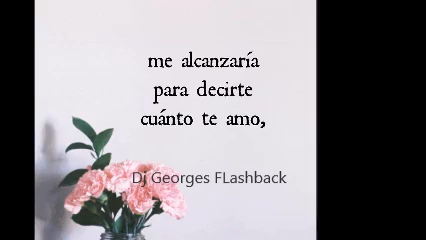 me alcanzaría
para decirte
cuánto te amo,
Dj Georges FLashback